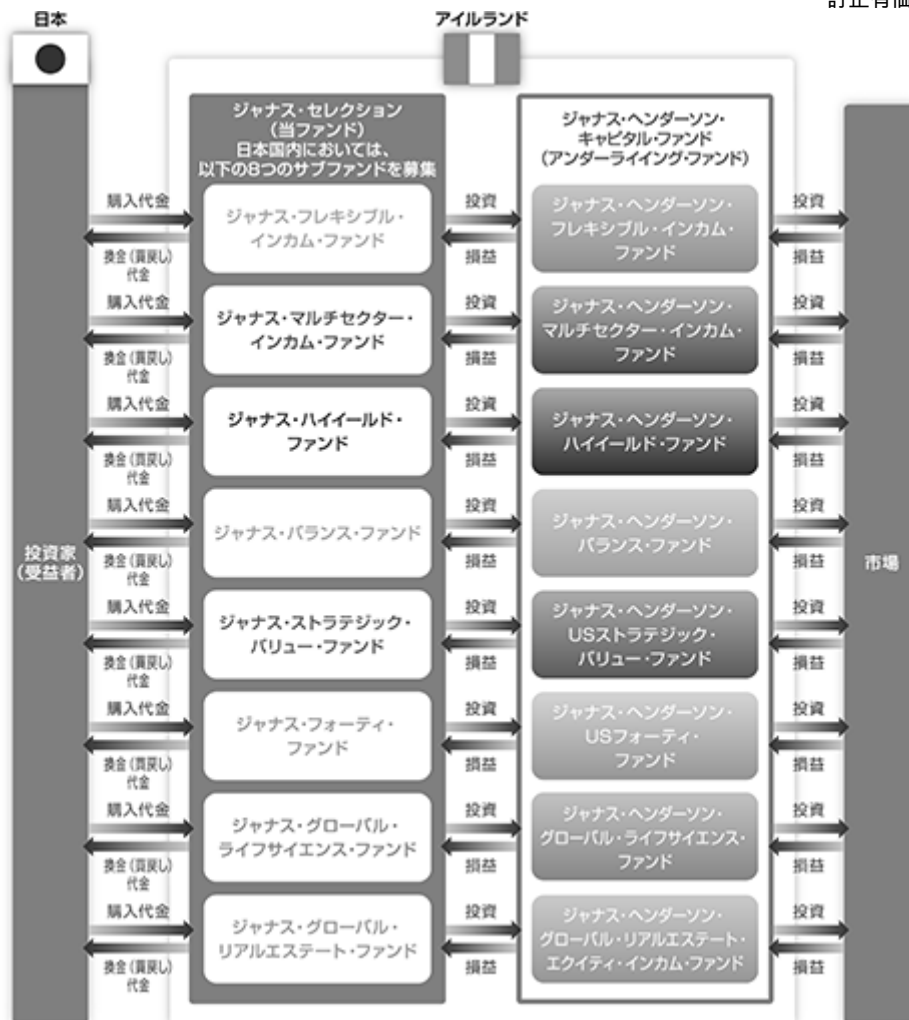 訂正有価
日本
アイルランド
ジャナス・セレクション
(当ファンド)
日本国内においては、
以下の8つのサブファンドを募集
ジャナス・ヘンダーソン・
キャピタル・ファンド
(アンダーライイング・ファンド)
購入代金
換金(買戻し)
代金
ジャナス・フレキシブル・
インカム・ファンド
投資
損益
ジャナス・ヘンダーソン・
フレキシブル・インカム・
ファンド
投資
損益
購入代金
換金(買戻し)
代金
ジャナス・マルチセクター・
インカム・ファンド
投資
損益
ジャナス・ヘンダーソン・
マルチセクター・インカム・
ファンド
投資
損益
購入代金
換金(買戻し)
代金
ジャナス・ハイイールド・
ファンド
投資
損益
ジャナス・ヘンダーソン・
ハイイールド・ファンド
投資
損益
投資家
(受益者)
購入代金
換金(買戻し)
代金
ジャナス・バランス・ファンド
投資
損益
ジャナス・ヘンダーソン・
バランス・ファンド
投資
損益
市場
購入代金
換金(買戻し)
代金
ジャナス・ストラテジック・
バリュー・ファンド
投資
損益
ジャナス・ヘンダーソン・
USストラテジック・
バリュー・ファンド
投資
損益
購入代金
換金(買戻し)
代金
ジャナス・フォーティ・
ファンド
投資
損益
ジャナス・ヘンダーソン・
USフォーティ・
ファンド
投資
損益
購入代金
換金(買戻し)
代金
ジャナス・グローバル・
ライフサイエンス・ファンド
投資
損益
ジャナス・ヘンダーソン・
グローバル・ライフサイエンス・
ファンド
投資
損益
購入代金
換金(買戻し)
代金
ジャナス・グローバル・
リアルエステート・ファンド
投資
損益
ジャナス・ヘンダーソン・
グローバル・リアルエステート・
エクイティ・インカム・ファンド
投資
損益